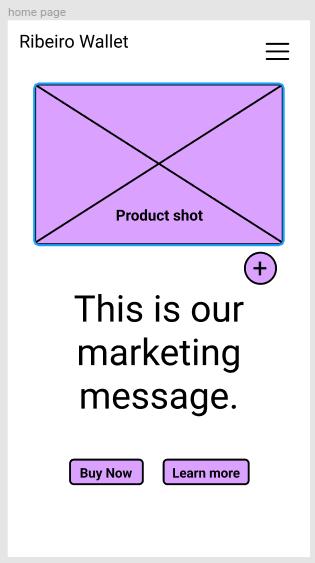 home page
Ribeiro Wallet
Product shot
+
This is our
marketing
message.
Buy Now
Learn more